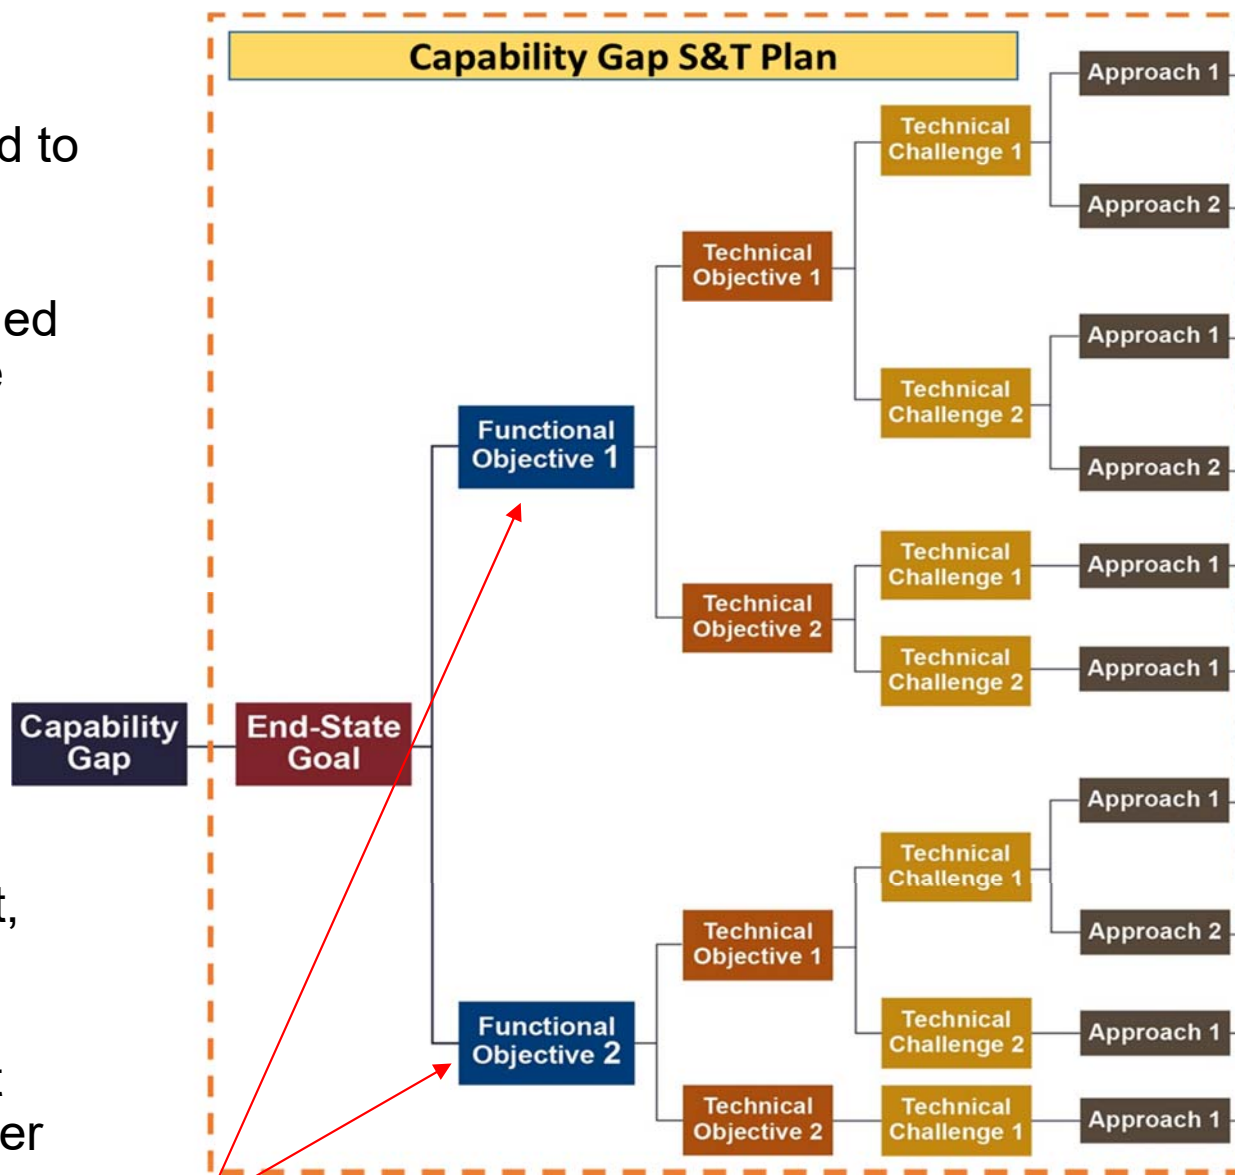 d to
ed
e
t,
t
er
Capability Gap S&T Plan
Capability
Gap
End-State
Goal
Functional
Objective 1
Technical
Objective 1
Technical
Challenge 1
Approach 1
Approach 2
Technical
Challenge 2
Approach 1
Approach 2
Technical
Objective 2
Technical
Challenge 1
Approach 1
Technical
Challenge 2
Approach 1
Functional
Objective 2
Technical
Objective 1
Technical
Challenge 1
Approach 1
Approach 2
Technical
Challenge 2
Approach 1
Technical
Objective 2
Technical
Challenge 1
Approach 1